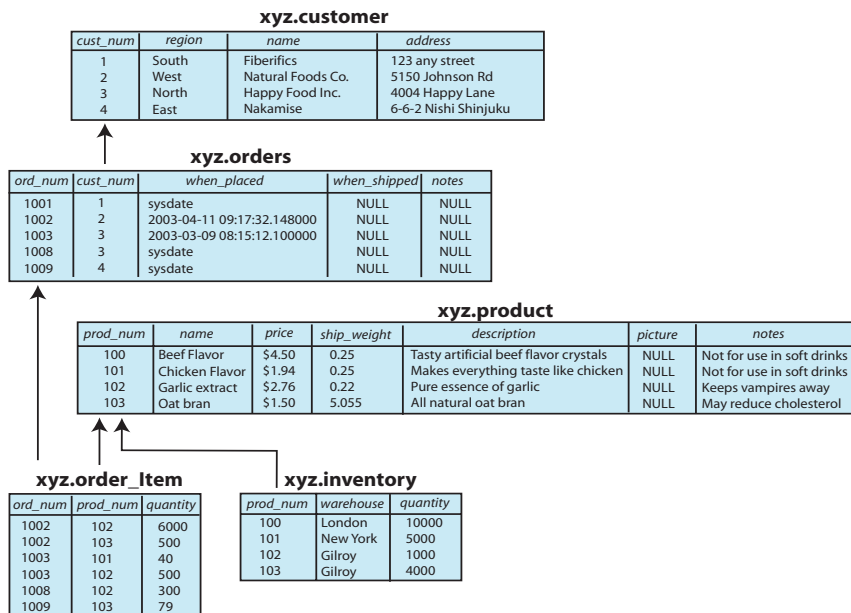 xyz.customer
cust_num region name address
1 South Fiberifics 123 any street
2 West Natural Foods Co. 5150 Johnson Rd
3 North Happy Food Inc. 4004 Happy Lane
4 East Nakamise 6-6-2 Nishi Shinjuku
xyz.orders
ord_num cust_num when_placed when_shipped notes
1001 1 sysdate NULL NULL
1002 2 2003-04-11 09:17:32.148000 NULL NULL
1003 3 2003-03-09 08:15:12.100000 NULL NULL
1008 3 sysdate NULL NULL
1009 4 sysdate NULL NULL
xyz.product
prod_num name price ship_weight description picture notes
100 Beef Flavor $4.50 0.25 Tasty artificial beef flavor crystals NULL Not for use in soft drinks
101 Chicken Flavor $1.94 0.25 Makes everything taste like chicken NULL Not for use in soft drinks
102 Garlic extract $2.76 0.22 Pure essence of garlic NULL Keeps vampires away
103 Oat bran $1.50 5.055 All natural oat bran NULL May reduce cholesterol
xyz.order_Item
ord_num prod_num quantity
1002 102 6000
1002 103 500
1003 101 40
1003 102 500
1008 102 300
1009 103 79
xyz.inventory
prod_num warehouse quantity
100 London 10000
101 New York 5000
102 Gilroy 1000
103 Gilroy 4000